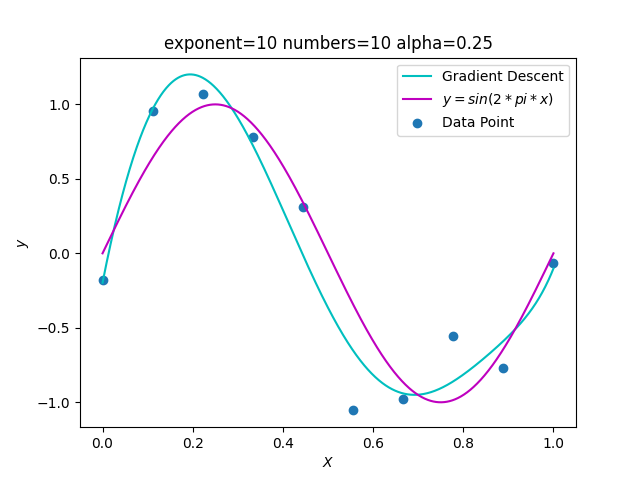 exponent=10 numbers=10 alpha=0.25
Gradient Descent
y = sin(2 * pi * x)
Data Point
1.0
0.5
0.0
−0.5
−1.0
y
0.0 0.2 0.4 0.6 0.8 1.0
X